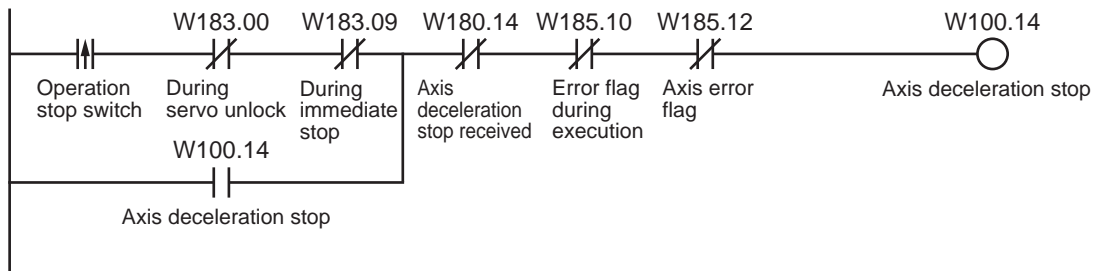 W183.00 W183.09 W180.14 W185.10 W185.12 W100.14
Operation
stop switch
During
servo unlock
During
immediate
stop
Axis
deceleration
stop received
Error flag
during
execution
Axis error
flag
Axis deceleration stop
W100.14
Axis deceleration stop